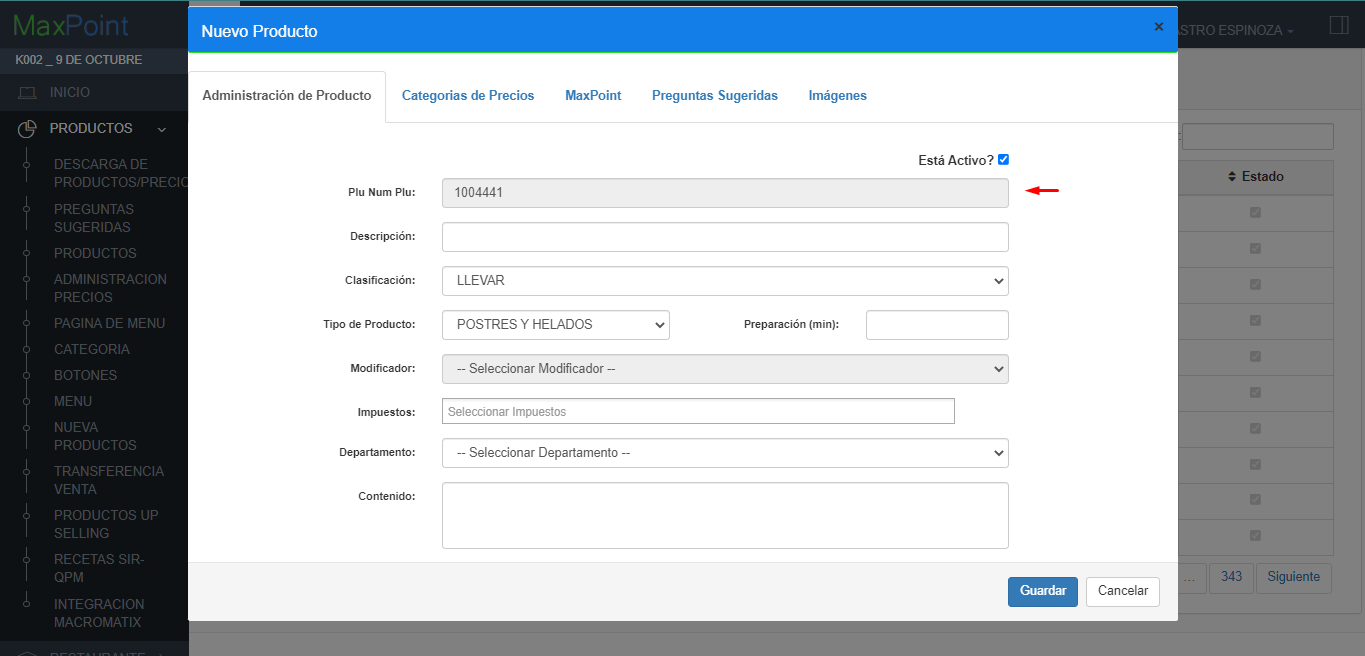 MaxPoint
K002 _ 9 DE OCTUBRE
INICIO
PRODUCTOS
DESCARGA DE
PRODUCTOS/PRECIO
PREGUNTAS
SUGERIDAS
PRODUCTOS
ADMINISTRACION
PRECIOS
PAGINA DE MENU
CATEGORIA
BOTONES
MENU
NUEVA
PRODUCTOS
TRANSFERENCIA
VENTA
PRODUCTOS UP
SELLING
RECETAS SIR-
QPM
INTEGRACION
MACROMATIX
RESTAURANTE
Nuevo Producto
×
ASTRO ESPINOZA
Administración de Producto
Categorias de Precios
MaxPoint
Preguntas Sugeridas
Imágenes
Está Activo?
Plu Num Plu: 1004441
Descripción:
Clasificación: LLEVAR
Tipo de Producto: POSTRES Y HELADOS Preparación (min):
Modificador: -- Seleccionar Modificador --
Impuestos: Seleccionar Impuestos
Departamento: -- Seleccionar Departamento --
Contenido:
Guardar
Cancelar
:
Estado
... 343 Siguiente